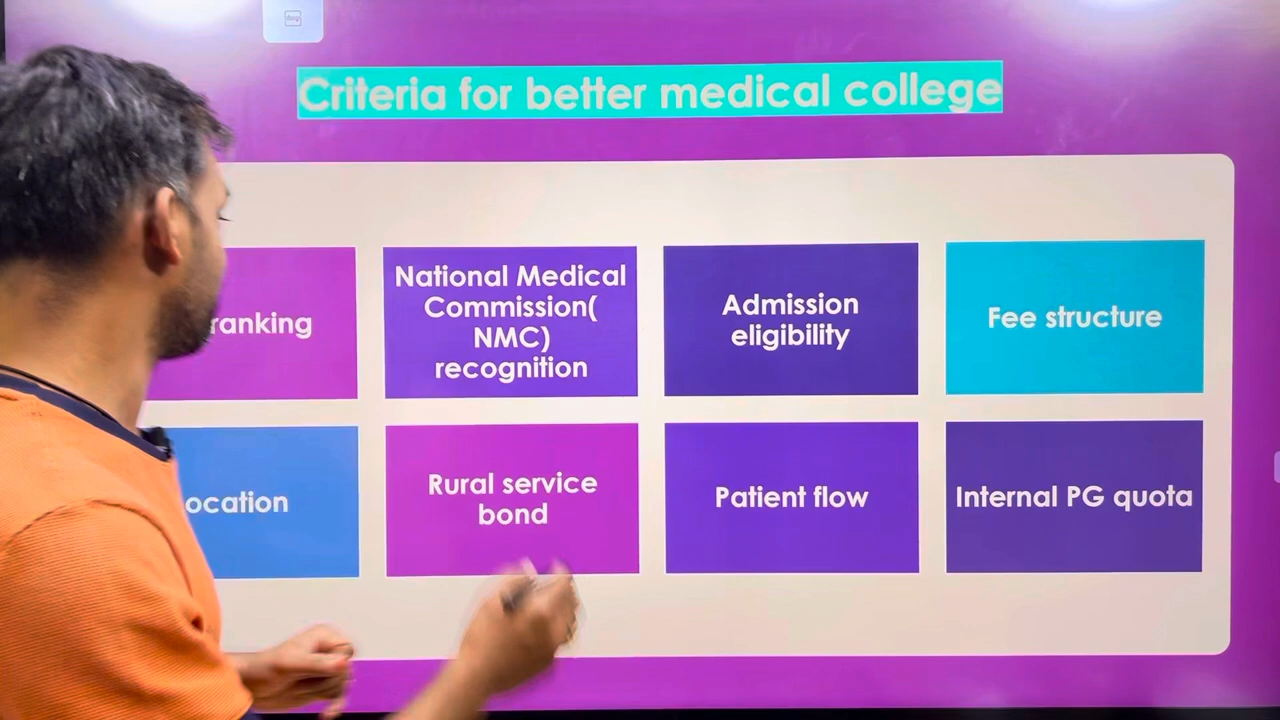 Criteria for better medical college
ranking
National Medical
Commission(
NMC)
recognition
Admission
eligibility
Fee structure
ocation
Rural service
bond
Patient flow
Internal PG quota